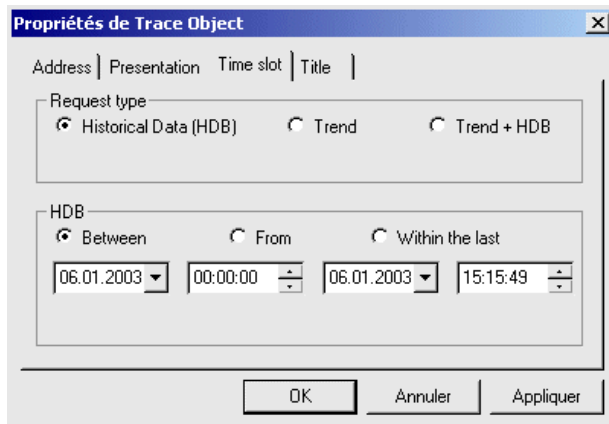 Propriétés de Trace Object
Address Presentation Time slot Title
Request type
Historical Data (HDB) Trend Trend + HDB
HDB
Between From Within the last
06.01.2003 00:00:00 06.01.2003 15:15:49
OK Annuler Appliquer